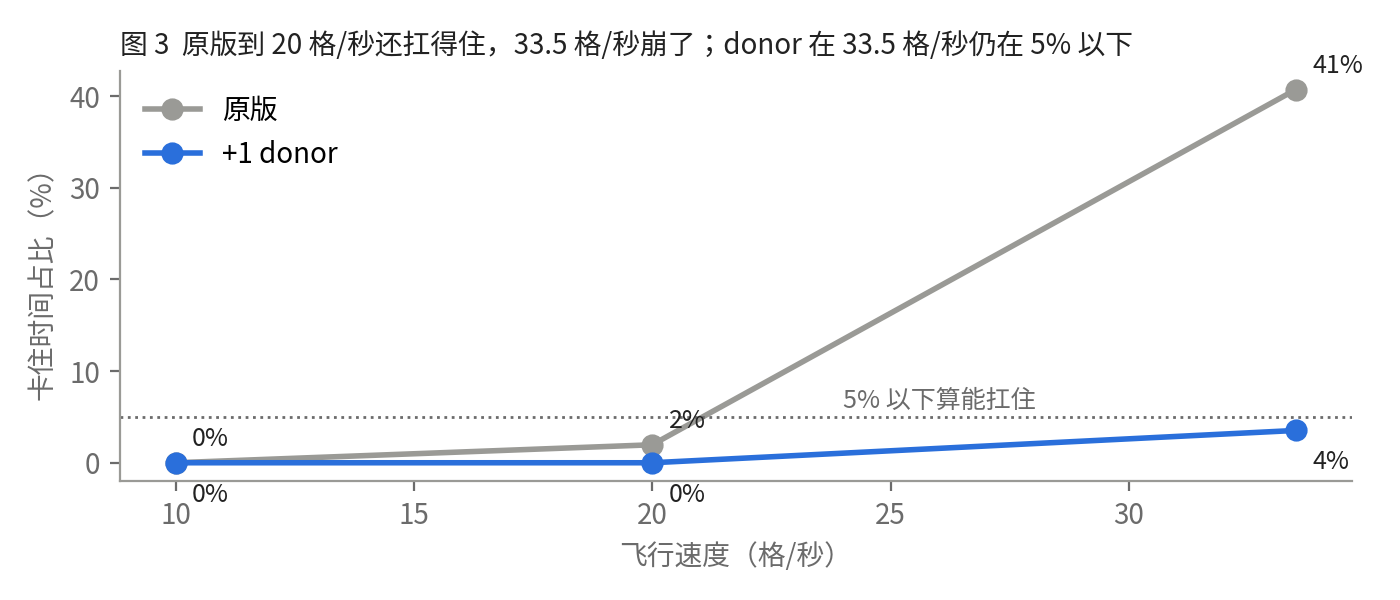 图 3  原版到 20 格/秒还扛得住，33.5 格/秒崩了；donor 在 33.5 格/秒仍在 5% 以下
41%
40
原版
+1 donor
30
20
10
0
卡住时间占比（%）
5% 以下算能扛住
2%
0%
4%
0%
0%
10
15
20
25
30
飞行速度（格/秒）